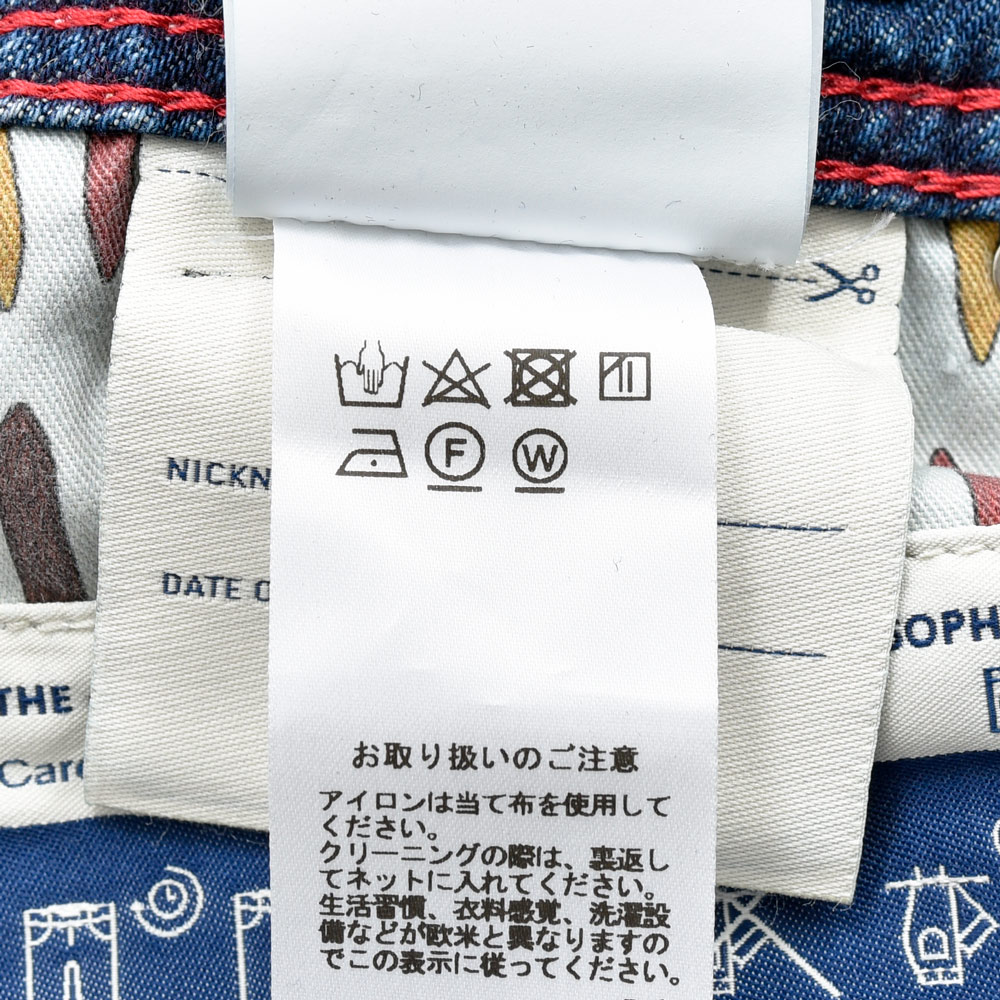 F W
NICKN
DATE O
お取り扱いのご注意
アイロンは当て布を使用して
ください。
クリーニングの際は、裏返し
てネットに入れてください。
生活習慣、衣料感覚、洗濯設
備などが欧米と異なりますの
でこの表示に従ってください。
THE
Care
SOPH